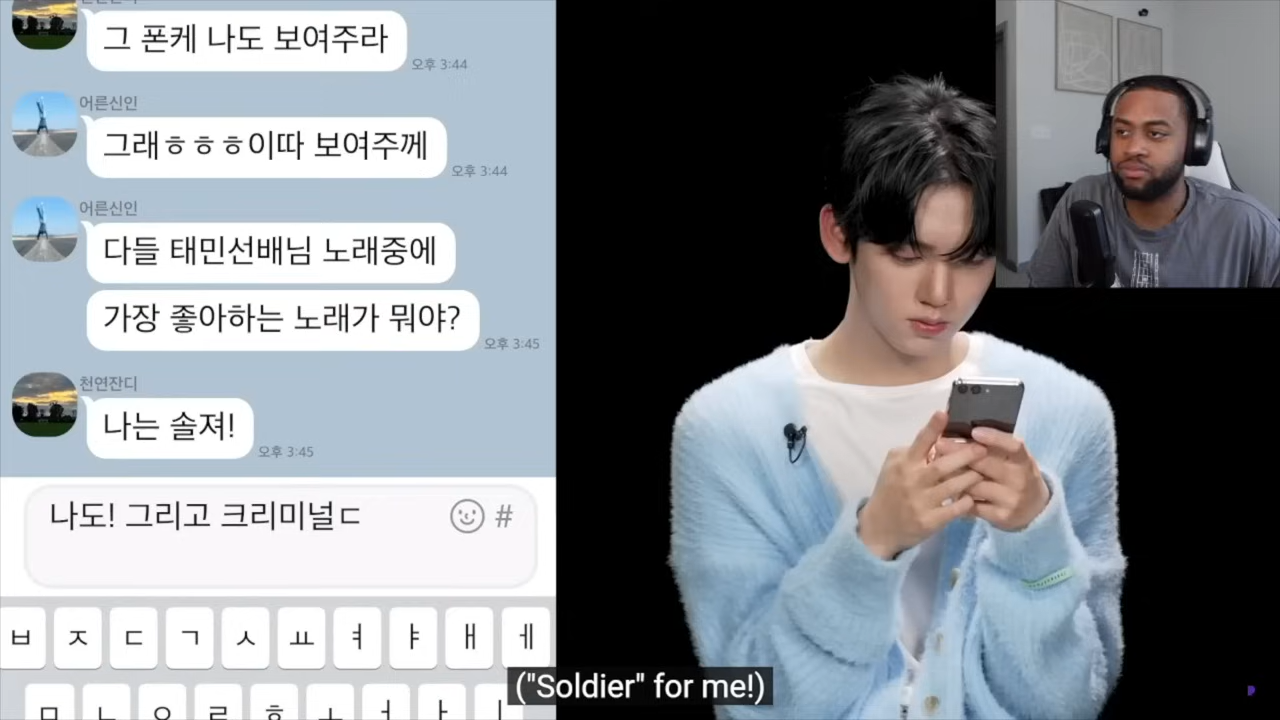 그 폰케 나도 보여주라
오후 3:44
어른신인
그래ㅎㅎㅎ이따 보여주께
오후 3:44
어른신인
다들 태민선배님 노래중에
가장 좋아하는 노래가 뭐야?
오후 3:45
천연잔디
나는 솔져!
오후 3:45
나도! 그리고 크리미널ㄷ
#
ㅂ ㅈ ㄷ ㄱ ㅅ ㅛ ㅕ ㅑ ㅐ ㅔ
ㅁ ㄴ ㅇ ㄹ ㅎ ㅗ ㅓ ㅏ ㅣ
("Soldier" for me!)